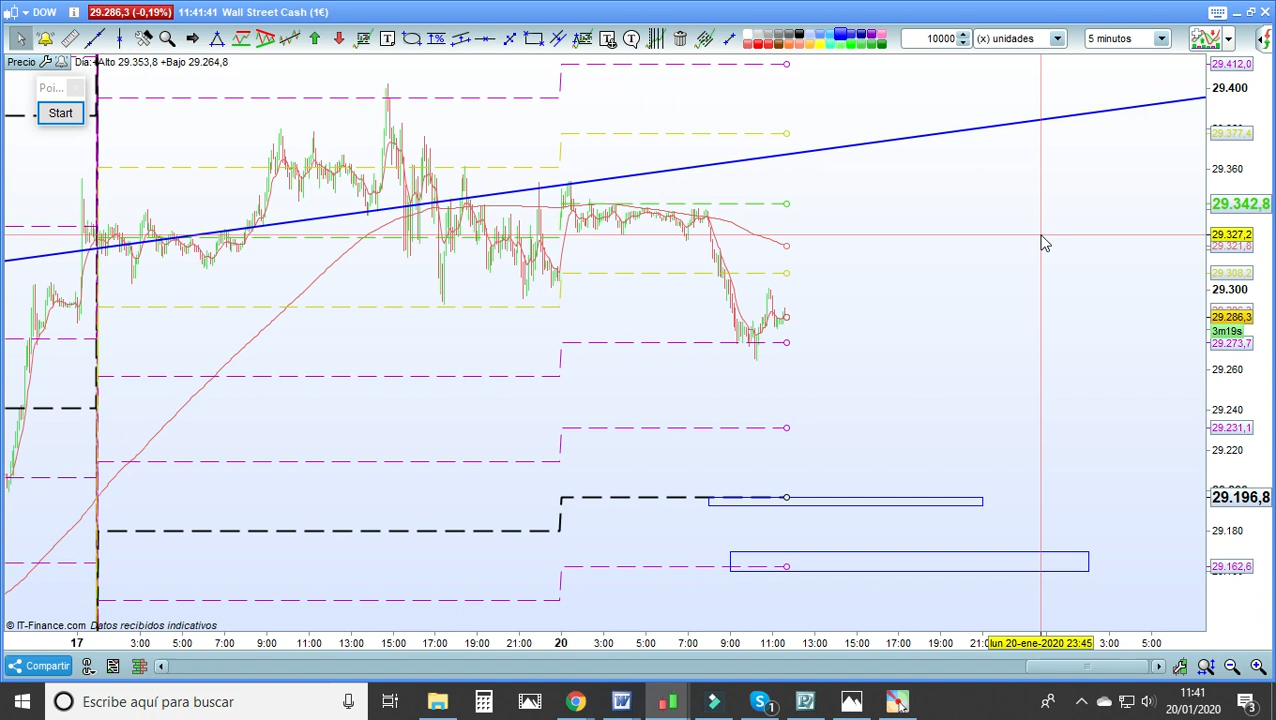 DOW 29.286,3 (-0,19%) 11:41:41 Wall Street Cash (1€)
10000 (x) unidades 5 minutos
Precio Día: +Alto 29.353,8 +Bajo 29.264,8
Poi...
Start
29.412,0
29.400
29.377,4
29.360
29.342,8
29.327,2
29.321,8
29.308,2
29.300
29.286,3
3m19s
29.273,7
29.260
29.240
29.231,1
29.220
29.196,8
29.180
29.162,6
© IT-Finance.com Datos recibidos indicativos
17 3:00 5:00 7:00 9:00 11:00 13:00 15:00 17:00 19:00 21:00 20 3:00 5:00 7:00 9:00 11:00 13:00 15:00 17:00 19:00 lun 20-ene-2020 23:45 3:00 5:00
Compartir
Escribe aquí para buscar
1
11:41
20/01/2020
3